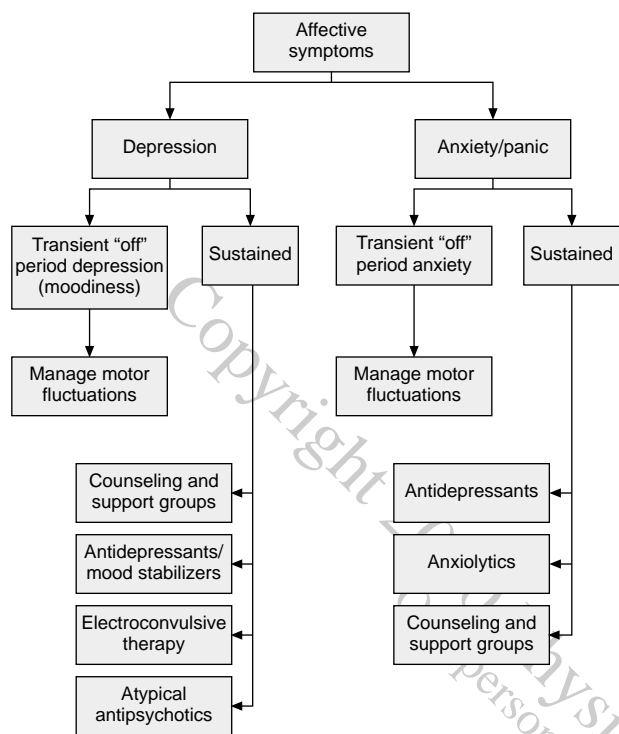 Affective
symptoms
Depression
Anxiety/panic
Transient “off”
period depression
(moodiness)
Sustained
Transient “off”
period anxiety
Sustained
Manage motor
fluctuations
Manage motor
fluctuations
Counseling and
support groups
Antidepressants/
mood stabilizers
Electroconvulsive
therapy
Atypical
antipsychotics
Antidepressants
Anxiolytics
Counseling and
support groups
Copyright